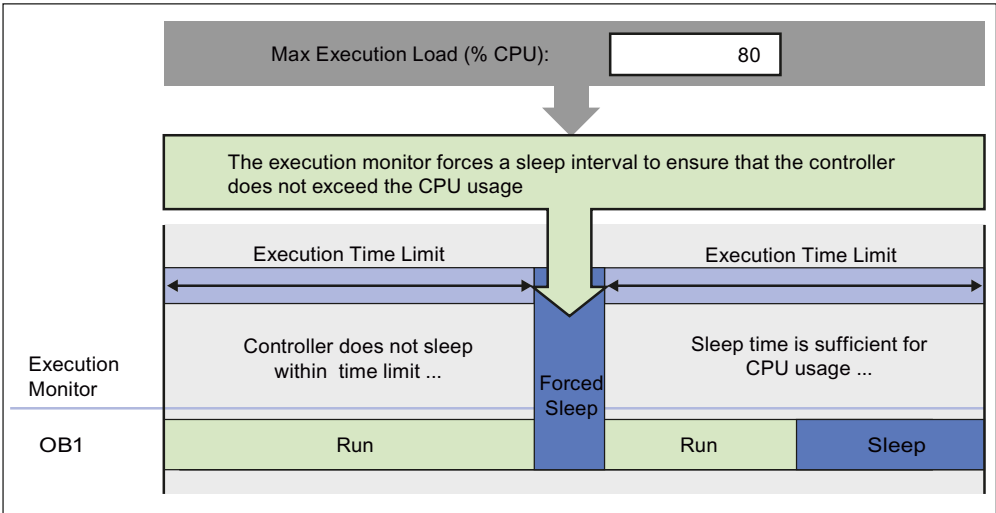 Max Execution Load (% CPU): 80
The execution monitor forces a sleep interval to ensure that the controller
does not exceed the CPU usage
Execution Time Limit
Execution Time Limit
Controller does not sleep
within time limit ...
Sleep time is sufficient for
CPU usage ...
Execution
Monitor
Forced
Sleep
OB1
Run
Run
Sleep